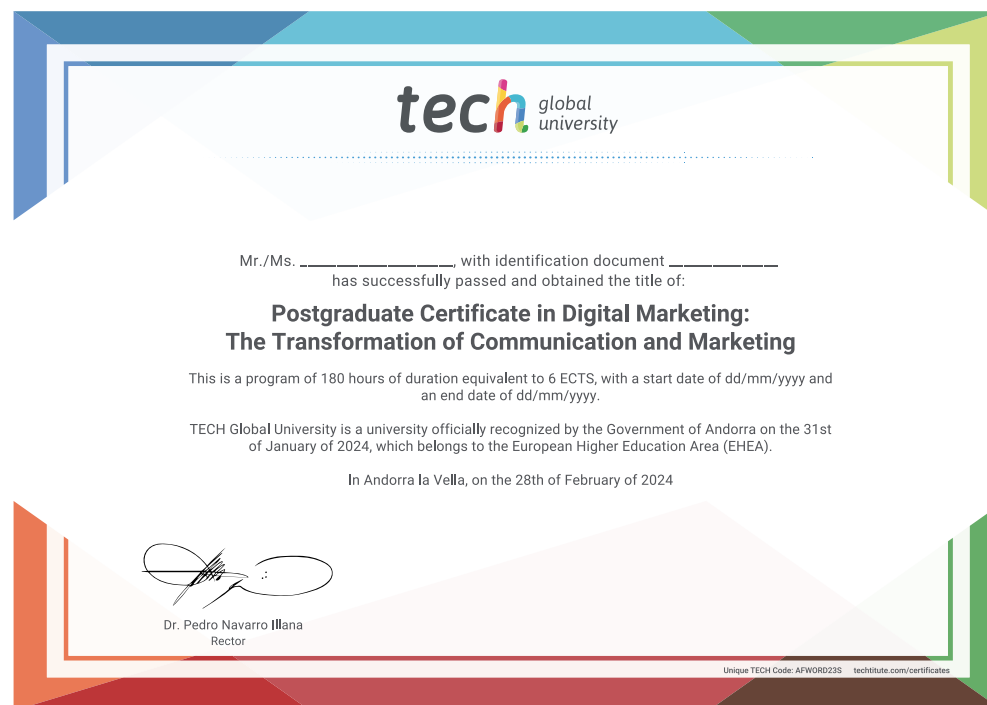 tech global university
Mr./Ms. ____________________, with identification document ______________
has successfully passed and obtained the title of:
Postgraduate Certificate in Digital Marketing:
The Transformation of Communication and Marketing
This is a program of 180 hours of duration equivalent to 6 ECTS, with a start date of dd/mm/yyyy and
an end date of dd/mm/yyyy.
TECH Global University is a university officially recognized by the Government of Andorra on the 31st
of January of 2024, which belongs to the European Higher Education Area (EHEA).
In Andorra la Vella, on the 28th of February of 2024
Dr. Pedro Navarro Illana
Rector
Unique TECH Code: AFWORD23S techtitute.com/certificates